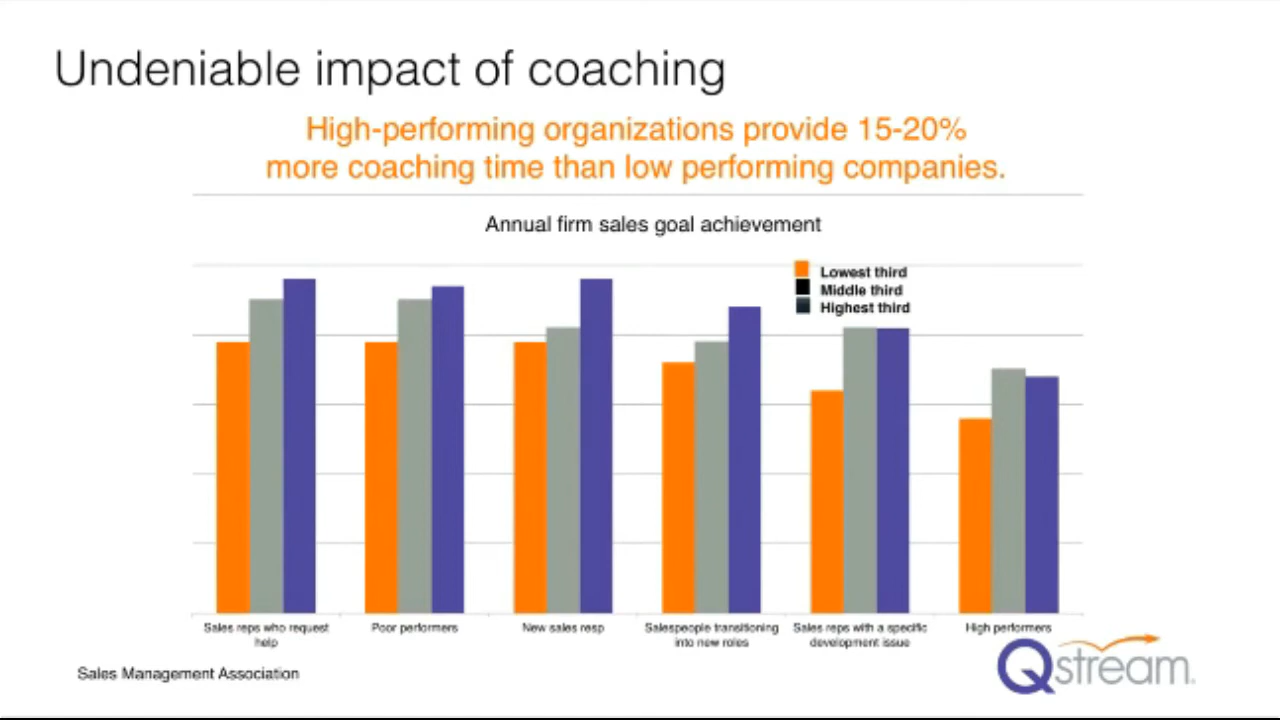 Undeniable impact of coaching
High-performing organizations provide 15-20%
more coaching time than low performing companies.
Annual firm sales goal achievement
Lowest third
Middle third
Highest third
Sales reps who request
help
Poor performers
New sales resp
Salespeople transitioning
into new roles
Sales reps with a specific
development issue
High performers
Sales Management Association
Qstream.